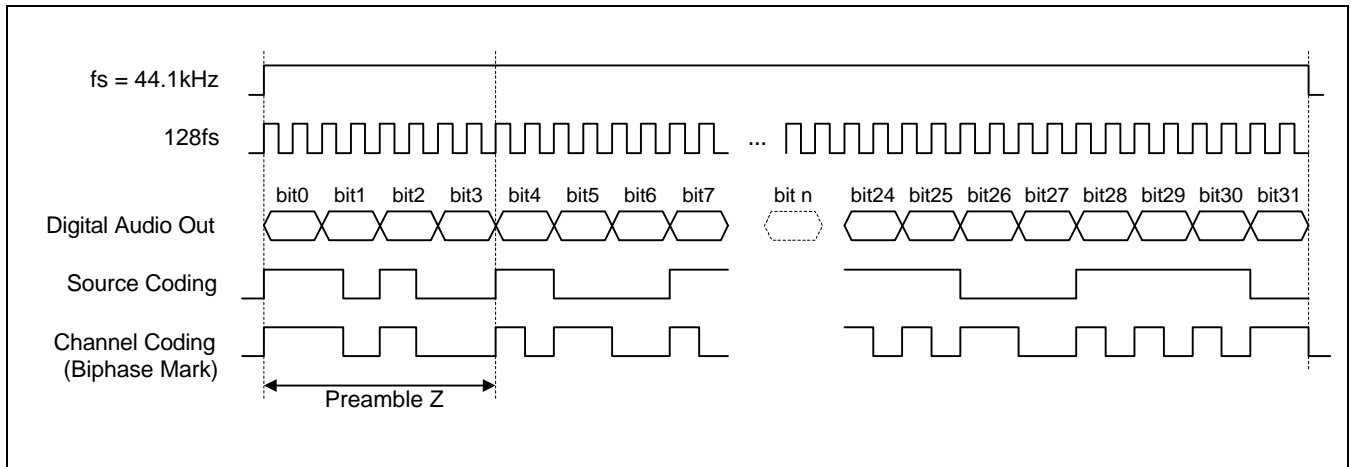 fs = 44.1kHz
128fs
...
bit0 bit1 bit2 bit3 bit4 bit5 bit6 bit7 bit n bit24 bit25 bit26 bit27 bit28 bit29 bit30 bit31
Digital Audio Out
Source Coding
Channel Coding
(Biphase Mark)
Preamble Z